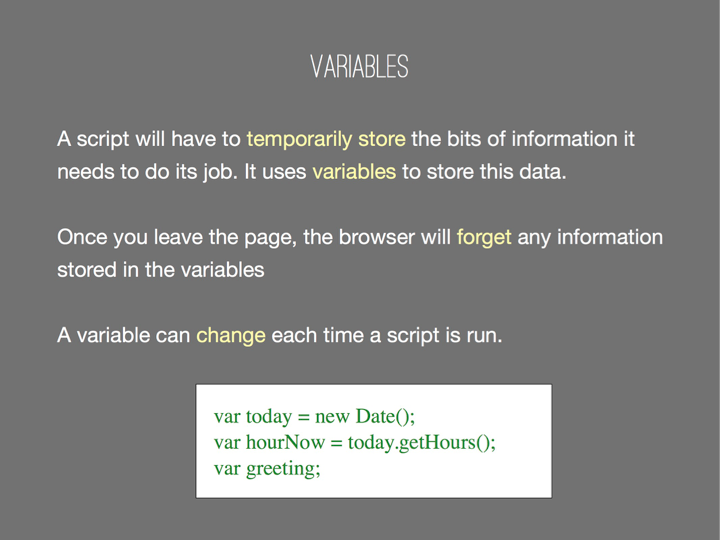 VARIABLES
A script will have to temporarily store the bits of information it
needs to do its job. It uses variables to store this data.
Once you leave the page, the browser will forget any information
stored in the variables
A variable can change each time a script is run.
var today = new Date();
var hourNow = today.getHours();
var greeting;